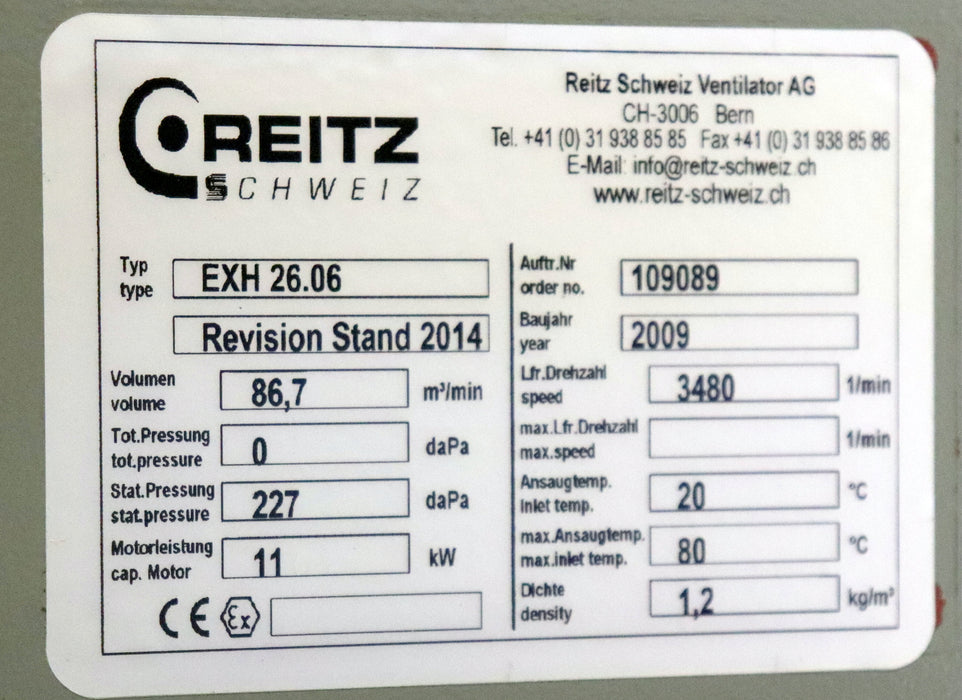 REITZ
SCHWEIZ
Reitz Schweiz Ventilator AG
CH-3006 Bern
Tel. +41 (0) 31 938 85 85 Fax +41 (0) 31 938 85 86
E-Mail: info@reitz-schweiz.ch
www.reitz-schweiz.ch
Typ
type
EXH 26.06
Revision Stand 2014
Volumen
volume
86,7 m³/min
Tot.Pressung
tot.pressure
0 daPa
Stat.Pressung
stat.pressure
227 daPa
Motorleistung
cap. Motor
11 kW
CE Ex
Auftr.Nr
order no.
109089
Baujahr
year
2009
Lfr.Drehzahl
speed
3480 1/min
max.Lfr.Drehzahl
max.speed
1/min
Ansaugtemp.
inlet temp.
20 °C
max.Ansaugtemp.
max.inlet temp.
80 °C
Dichte
density
1,2 kg/m³